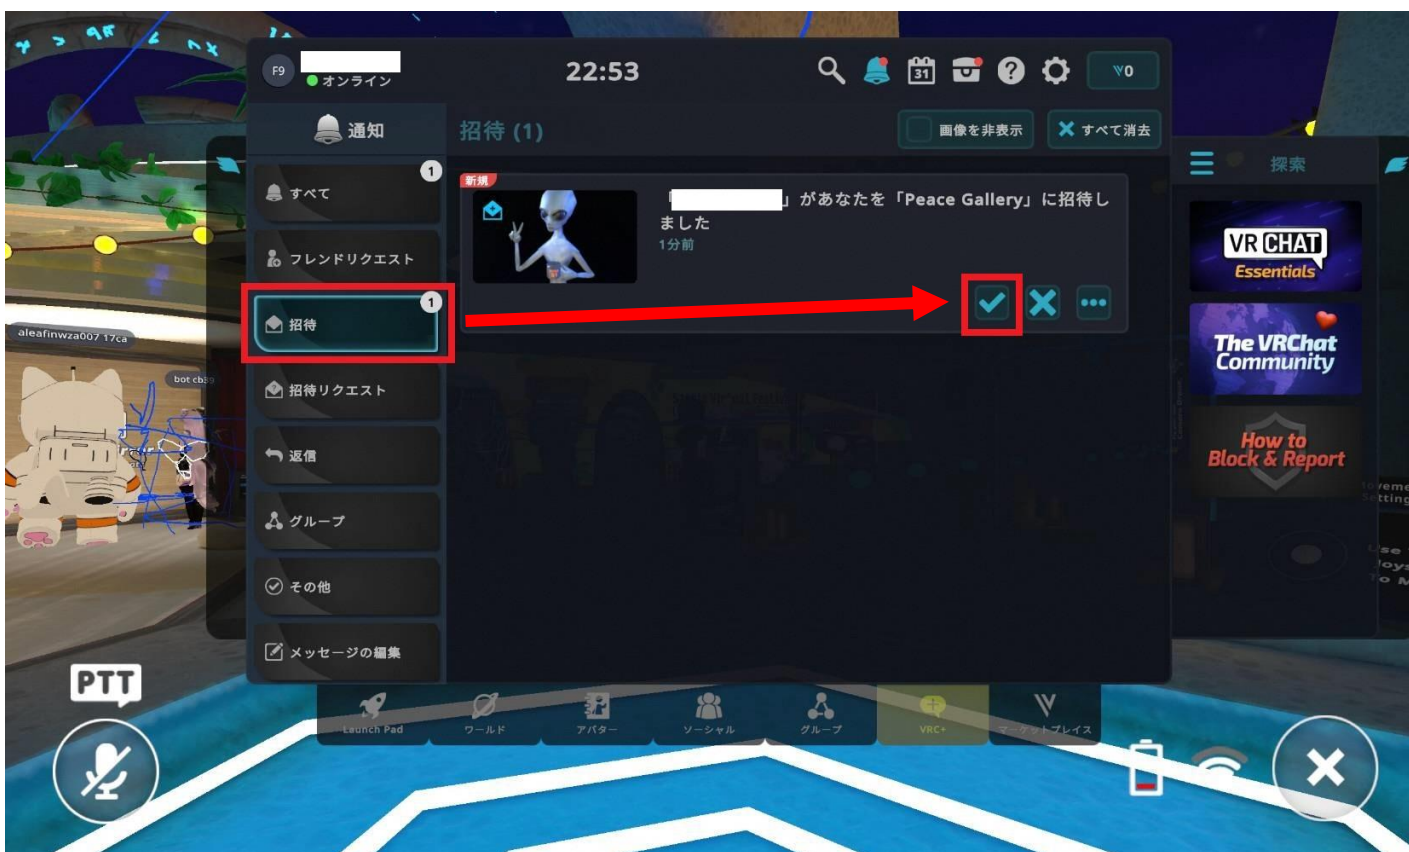 F9
オンライン
22:53
31
0
通知
招待 (1)
画像を非表示
すべて消去
すべて
1
フレンドリクエスト
招待
1
招待リクエスト
返信
グループ
その他
メッセージの編集
新規
「
」があなたを「Peace Gallery」に招待し
ました
1分前
探索
VR CHAT
Essentials
The VRChat
Community
How to
Block & Report
aleafinwza007 17ca
bot cb39
PTT
Launch Pad
ワールド
アバター
ソーシャル
グループ
VRC+
マーケットプレイス